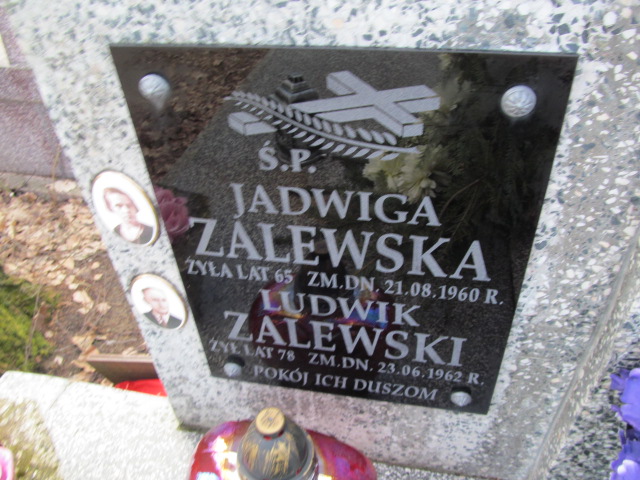 Ś.P.
JADWIGA
ZALEWSKA
ŻYŁA LAT 65 ZM.DN. 21.08.1960 R.
LUDWIK
ZALEWSKI
ŻYŁ LAT 78 ZM.DN. 23.06.1962 R.
POKÓJ ICH DUSZOM